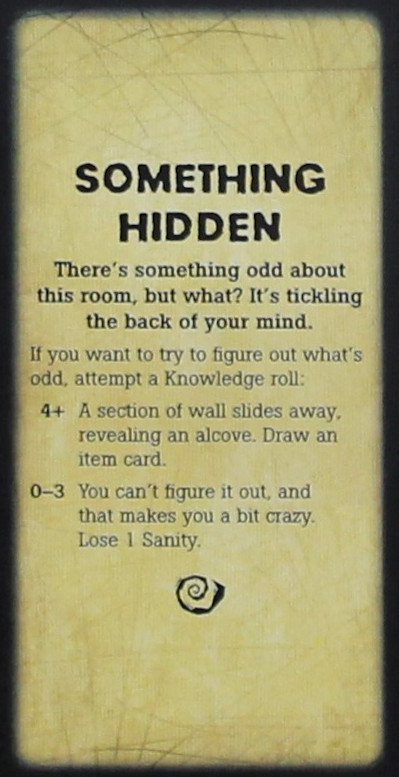 SOMETHING
HIDDEN
There's something odd about
this room, but what? It's tickling
the back of your mind.
If you want to try to figure out what's
odd, attempt a Knowledge roll:
4+ A section of wall slides away,
revealing an alcove. Draw an
item card.
0–3 You can't figure it out, and
that makes you a bit crazy.
Lose 1 Sanity.